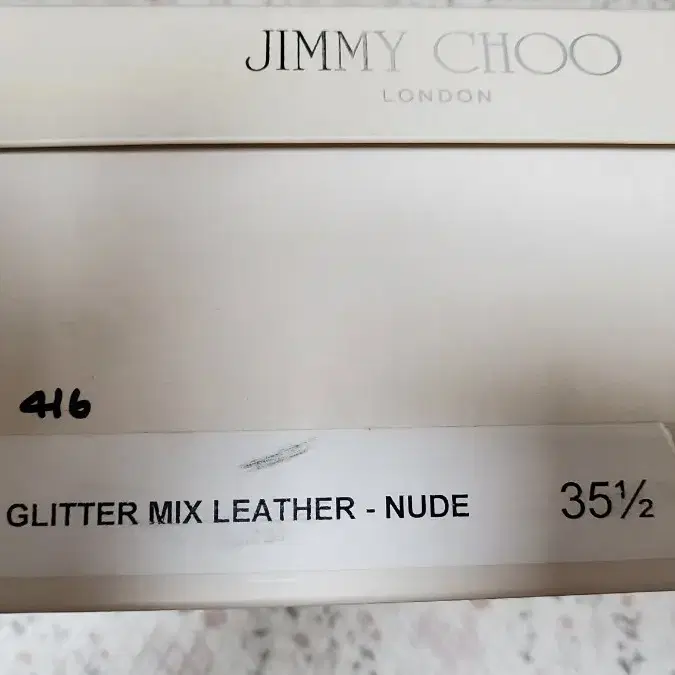 JIMMY CHOO
LONDON
416
GLITTER MIX LEATHER - NUDE 35½